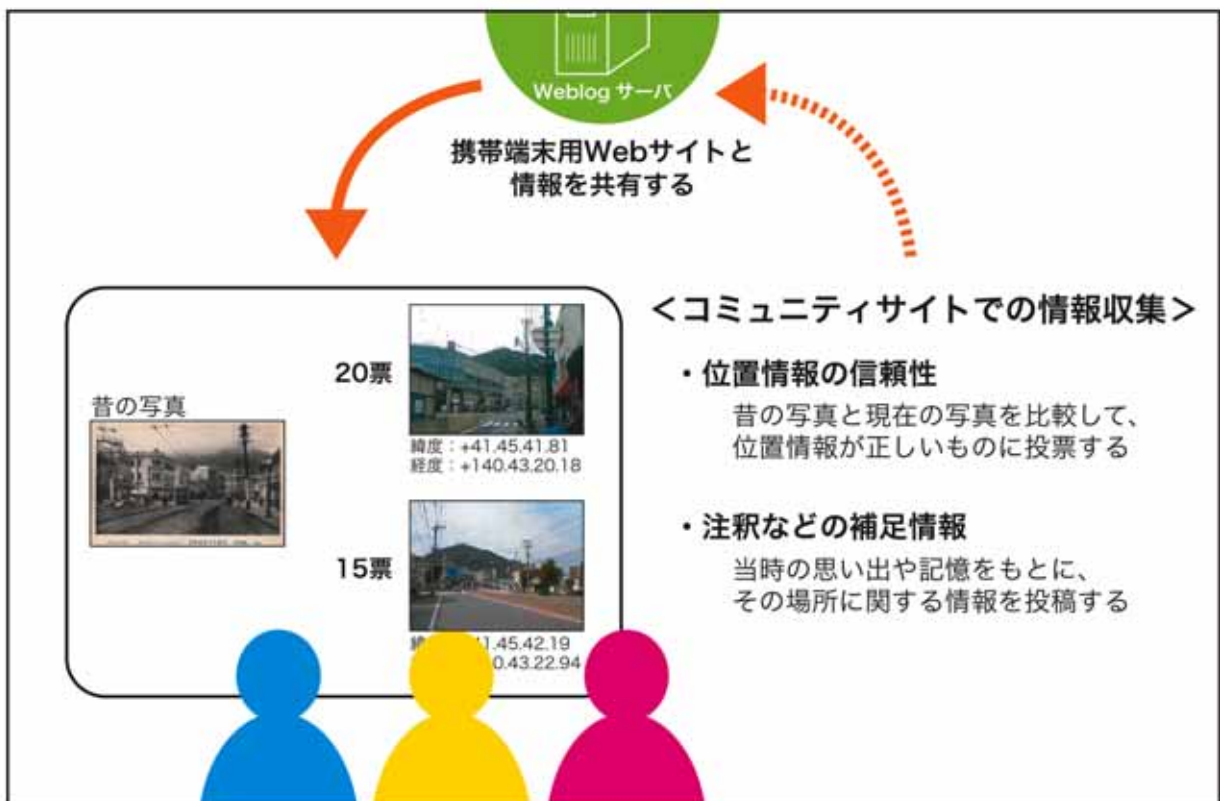 Weblog サーバ
携帯端末用Webサイトと
情報を共有する
昔の写真
20票
緯度：+41.45.41.81
経度：+140.43.20.18
15票
緯 1.45.42.19
0.43.22.94
＜コミュニティサイトでの情報収集＞
・位置情報の信頼性
昔の写真と現在の写真を比較して、
位置情報が正しいものに投票する
・注釈などの補足情報
当時の思い出や記憶をもとに、
その場所に関する情報を投稿する